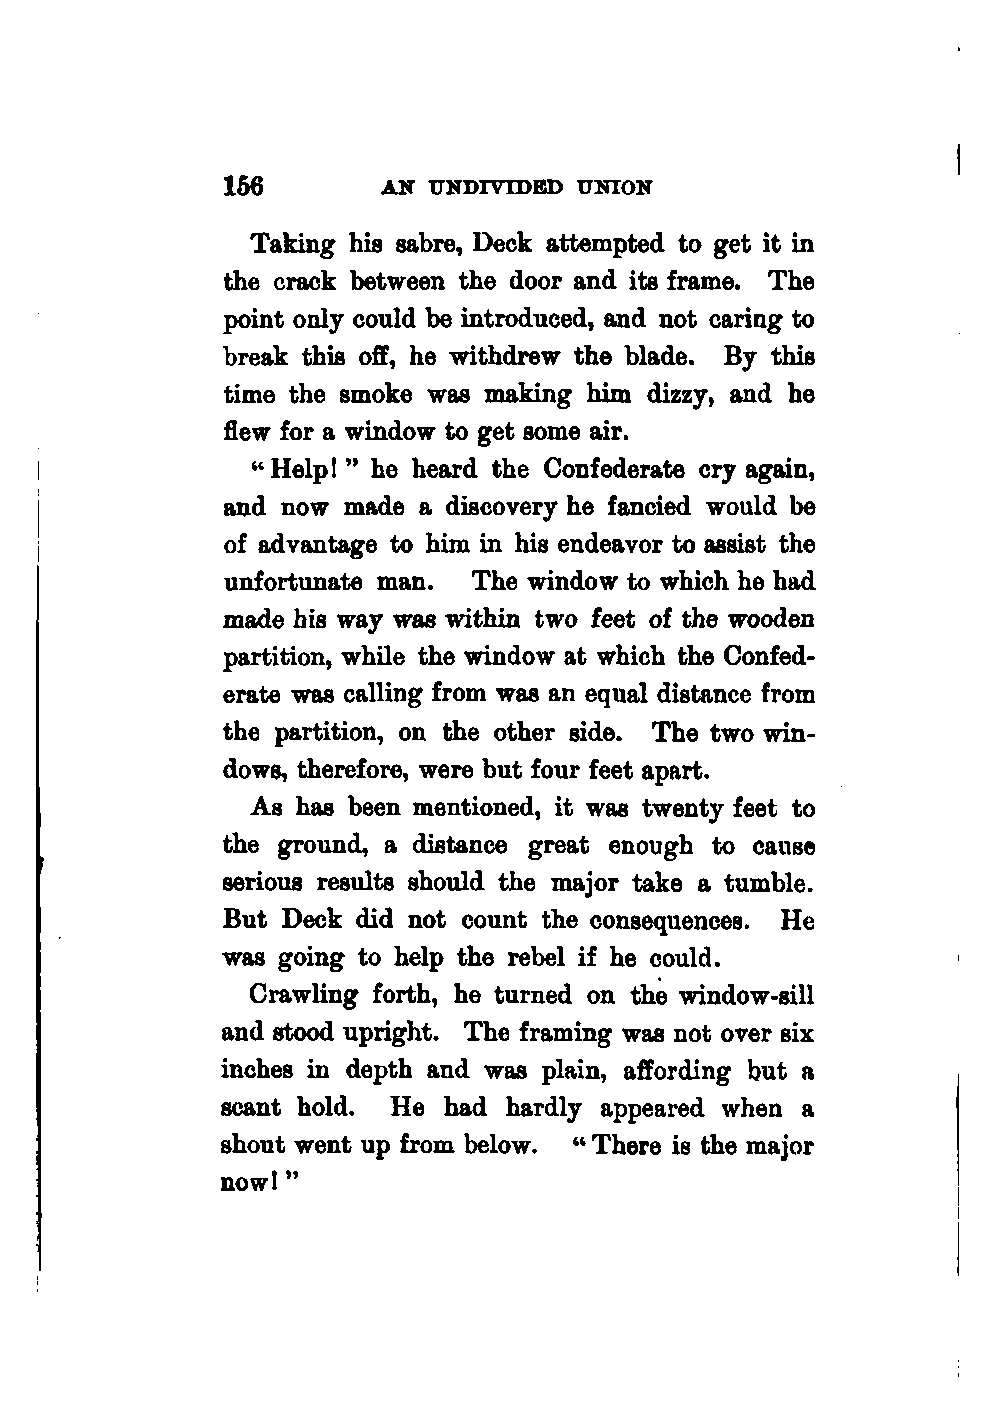 156 AN UNDIVIDED UNION
Taking his sabre, Deck attempted to get it in
the crack between the door and its frame. The
point only could be introduced, and not caring to
break this off, he withdrew the blade. By this
time the smoke was making him dizzy, and he
flew for a window to get some air.
“Help!” he heard the Confederate cry again,
and now made a discovery he fancied would be
of advantage to him in his endeavor to assist the
unfortunate man. The window to which he had
made his way was within two feet of the wooden
partition, while the window at which the Confed-
erate was calling from was an equal distance from
the partition, on the other side. The two win-
dows, therefore, were but four feet apart.
As has been mentioned, it was twenty feet to
the ground, a distance great enough to cause
serious results should the major take a tumble.
But Deck did not count the consequences. He
was going to help the rebel if he could.
Crawling forth, he turned on the window-sill
and stood upright. The framing was not over six
inches in depth and was plain, affording but a
scant hold. He had hardly appeared when a
shout went up from below. “There is the major
now!”